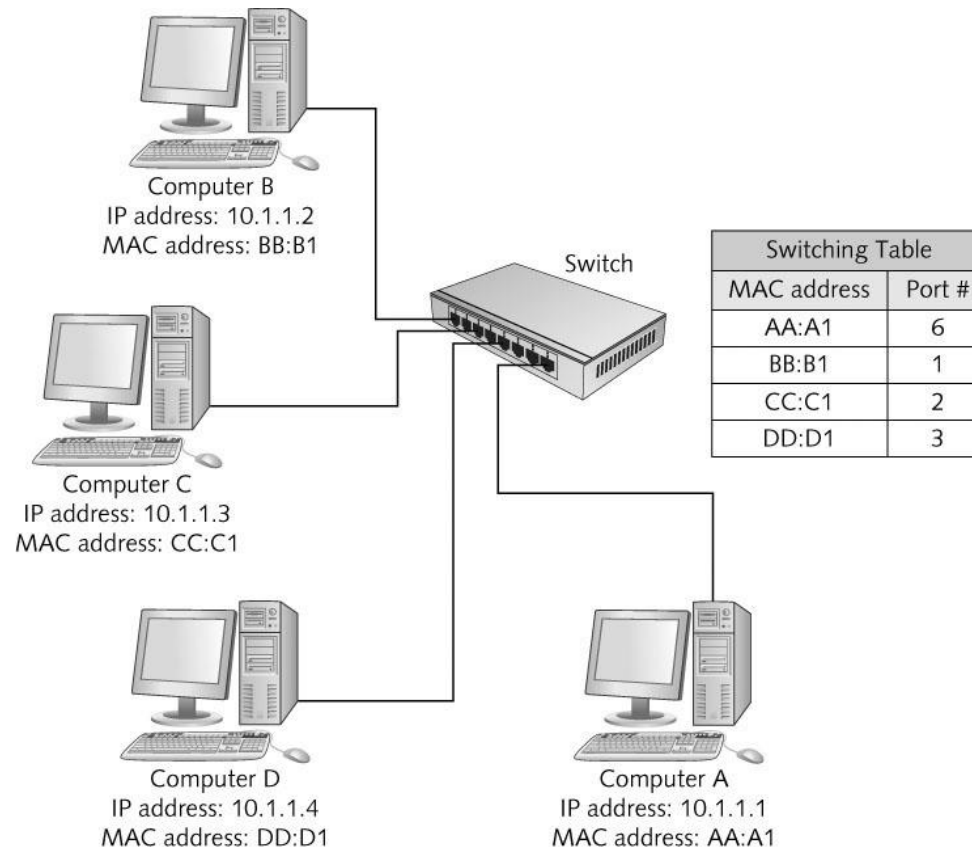 Computer B
IP address: 10.1.1.2
MAC address: BB:B1
Switch
Switching Table
MAC address Port #
AA:A1 6
BB:B1 1
CC:C1 2
DD:D1 3
Computer C
IP address: 10.1.1.3
MAC address: CC:C1
Computer D
IP address: 10.1.1.4
MAC address: DD:D1
Computer A
IP address: 10.1.1.1
MAC address: AA:A1